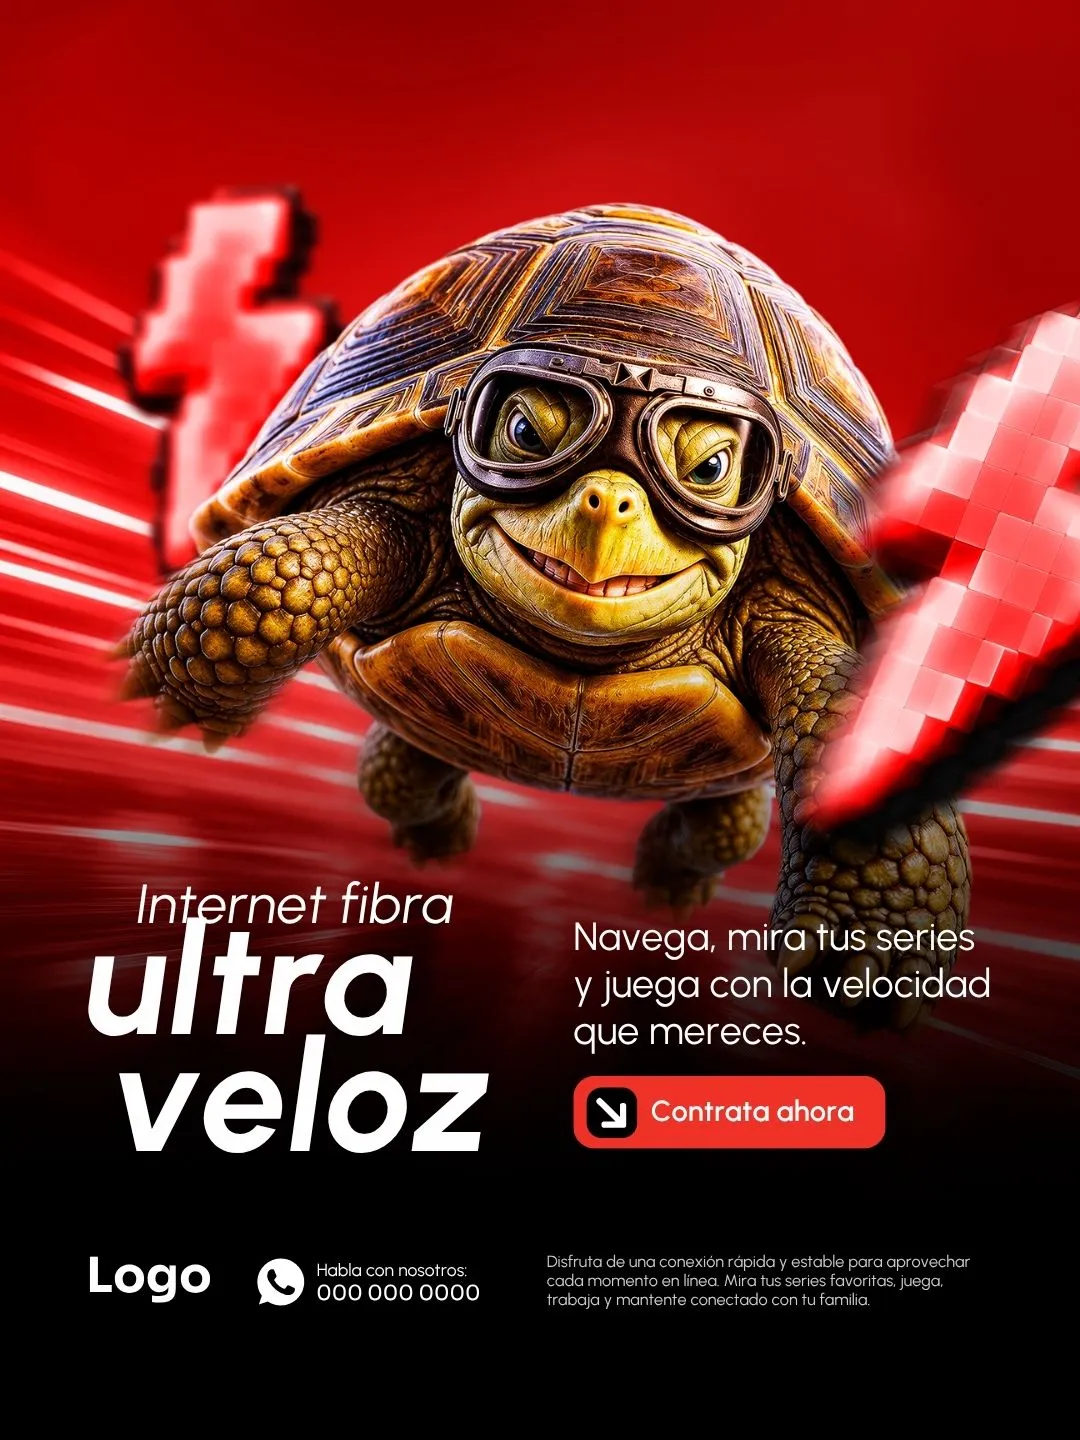 Internet fibra
ultra
veloz
Navega, mira tus series
y juega con la velocidad
que mereces.
Contrata ahora
Logo
Habla con nosotros:
000 000 0000
Disfruta de una conexión rápida y estable para aprovechar
cada momento en línea. Mira tus series favoritas, juega,
trabaja y mantente conectado con tu familia.